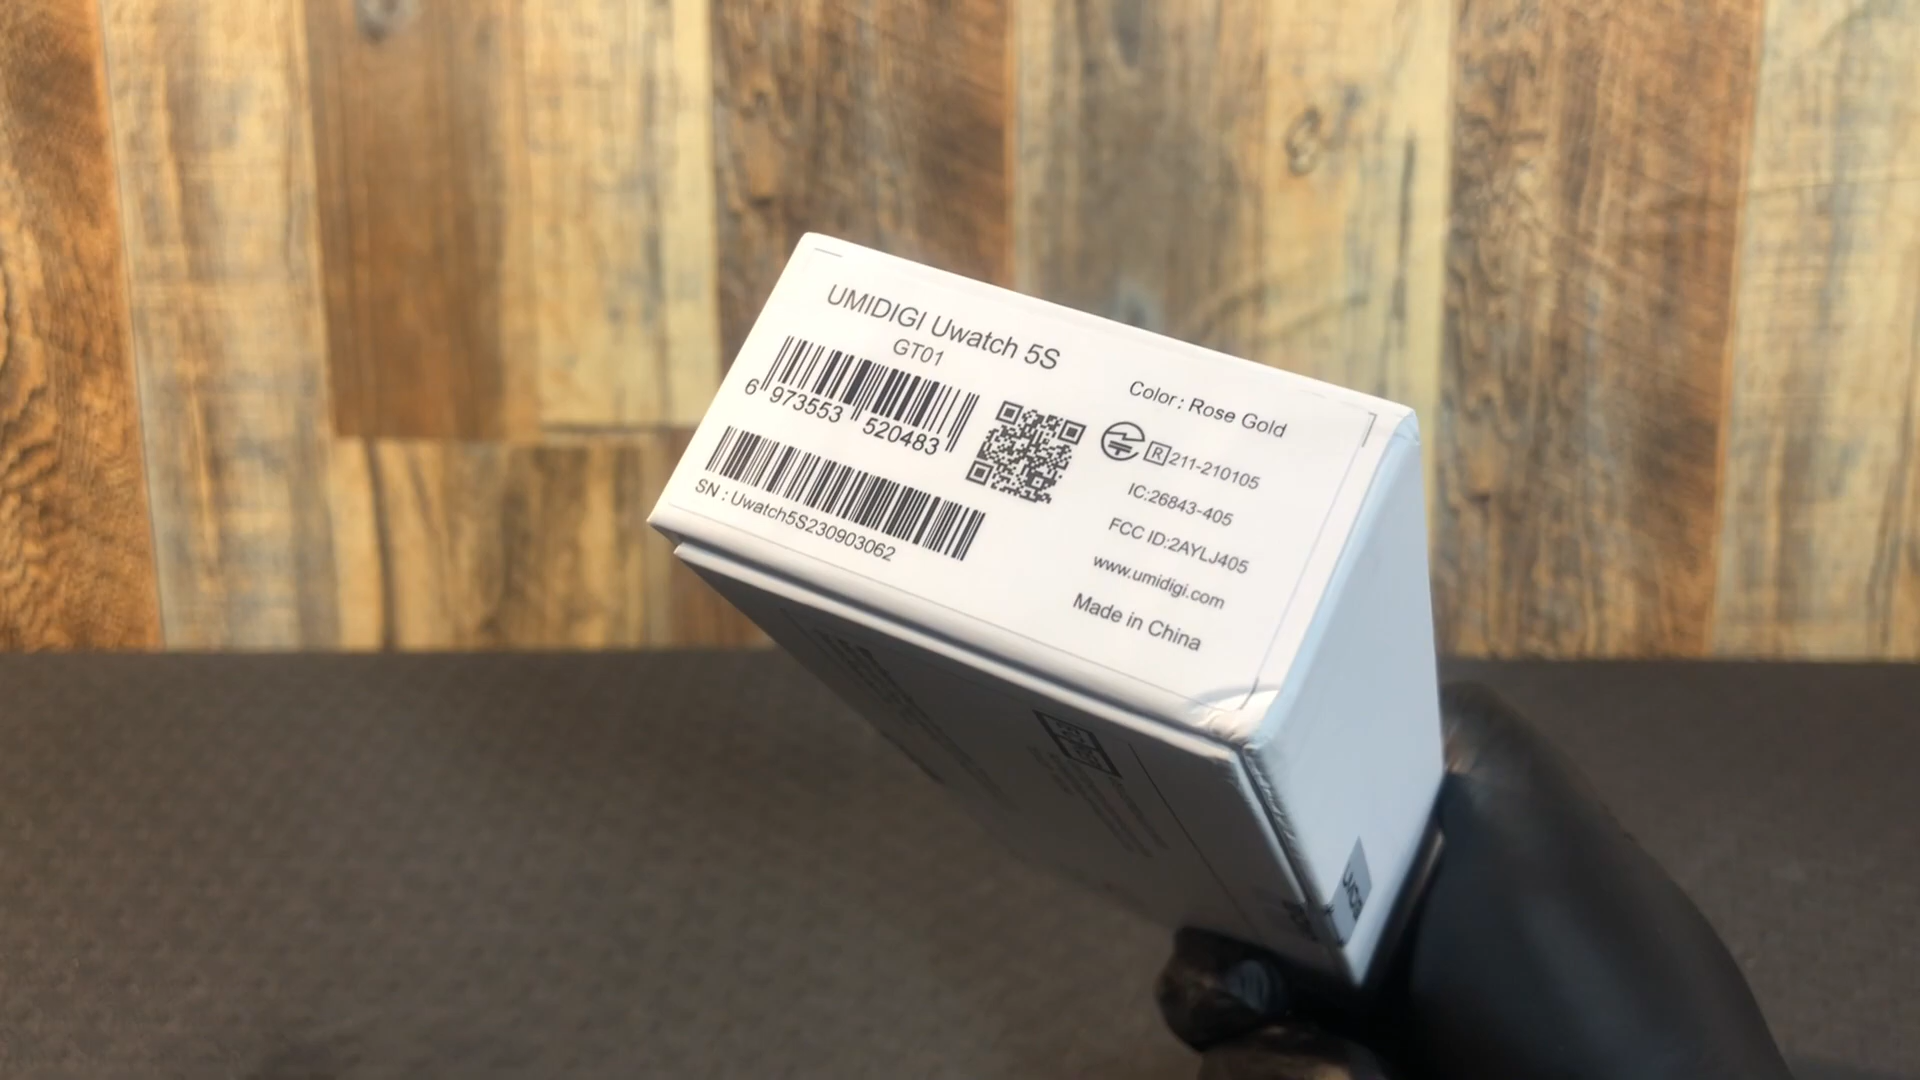 UMIDIGI Uwatch 5S
GT01
6 973553 520483
SN : Uwatch5S230903062
Color : Rose Gold
R 211-210105
IC:26843-405
FCC ID:2AYLJ405
www.umidigi.com
Made in China